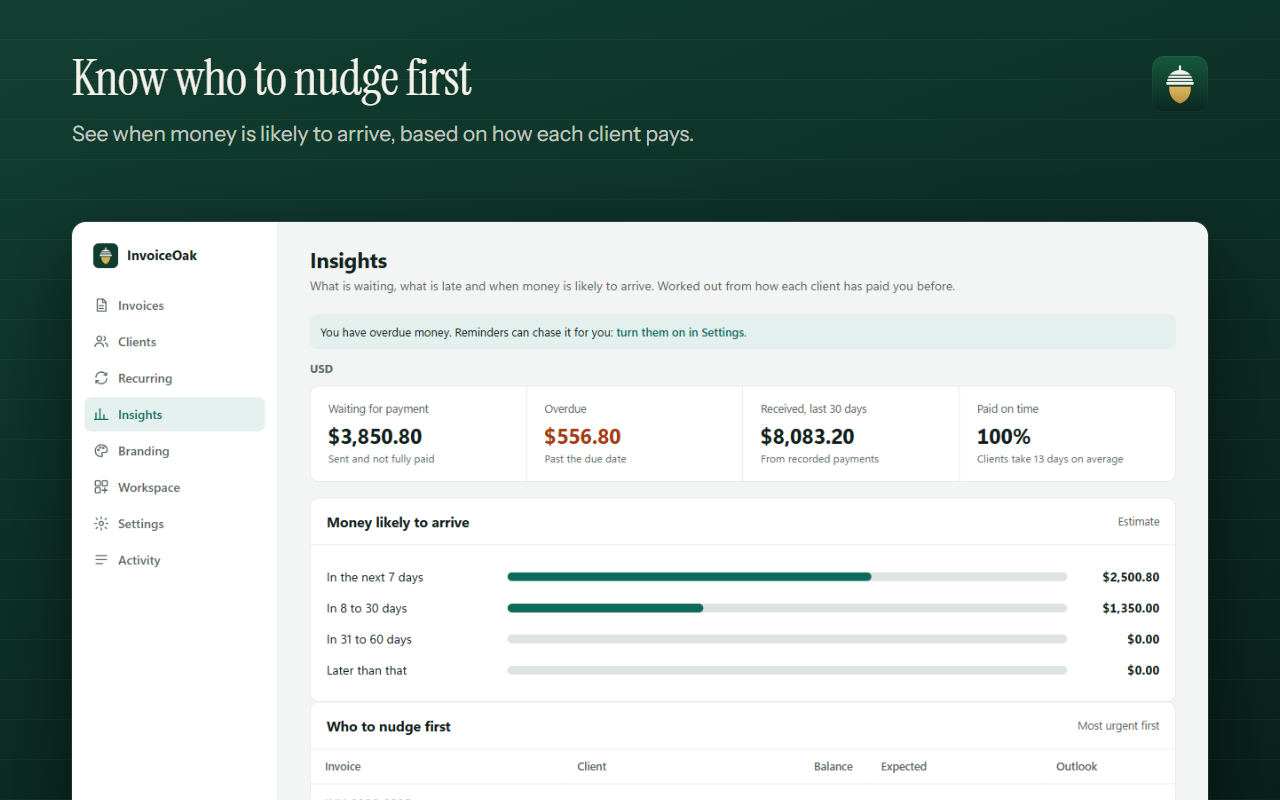 Know who to nudge first
See when money is likely to arrive, based on how each client pays.
InvoiceOak
Invoices
Clients
Recurring
Insights
Branding
Workspace
Settings
Activity
Insights
What is waiting, what is late and when money is likely to arrive. Worked out from how each client has paid you before.
You have overdue money. Reminders can chase it for you: turn them on in Settings.
USD
Waiting for payment
$3,850.80
Sent and not fully paid
Overdue
$556.80
Past the due date
Received, last 30 days
$8,083.20
From recorded payments
Paid on time
100%
Clients take 13 days on average
Money likely to arrive Estimate
In the next 7 days $2,500.80
In 8 to 30 days $1,350.00
In 31 to 60 days $0.00
Later than that $0.00
Who to nudge first Most urgent first
Invoice Client Balance Expected Outlook